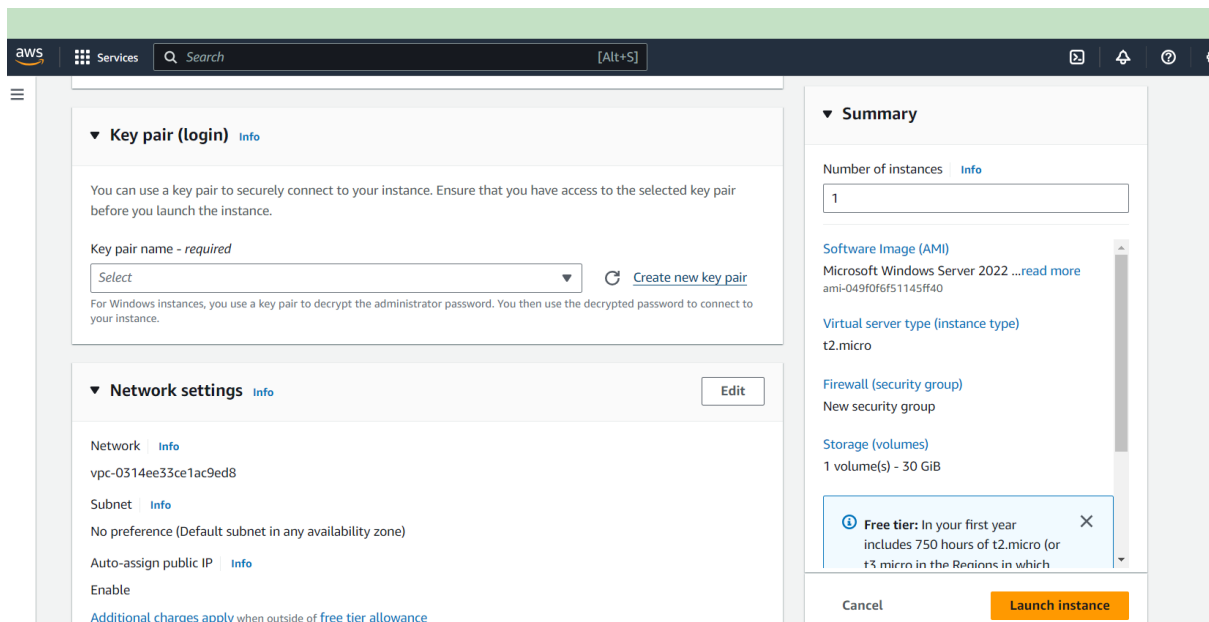 aws
Services
Search
[Alt+S]
Key pair (login) Info
You can use a key pair to securely connect to your instance. Ensure that you have access to the selected key pair
before you launch the instance.
Key pair name - required
Select
Create new key pair
For Windows instances, you use a key pair to decrypt the administrator password. You then use the decrypted password to connect to
your instance.
Network settings Info
Edit
Network Info
vpc-0314ee33ce1ac9ed8
Subnet Info
No preference (Default subnet in any availability zone)
Auto-assign public IP Info
Enable
Additional charges apply when outside of free tier allowance
Summary
Number of instances Info
1
Software Image (AMI)
Microsoft Windows Server 2022 ...read more
ami-049f0f6f51145ff40
Virtual server type (instance type)
t2.micro
Firewall (security group)
New security group
Storage (volumes)
1 volume(s) - 30 GiB
Free tier: In your first year
includes 750 hours of t2.micro (or
t3.micro in the Regions in which
Cancel
Launch instance